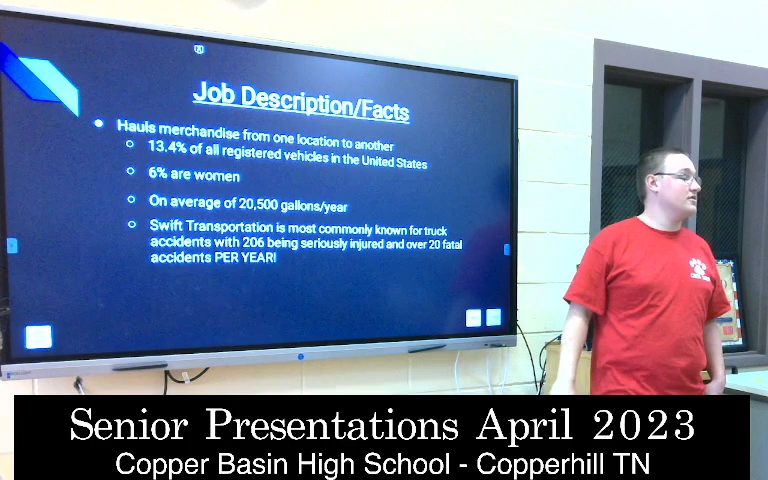 Job Description/Facts
Hauls merchandise from one location to another
13.4% of all registered vehicles in the United States
6% are women
On average of 20,500 gallons/year
Swift Transportation is most commonly known for truck
accidents with 206 being seriously injured and over 20 fatal
accidents PER YEAR!
Senior Presentations April 2023
Copper Basin High School - Copperhill TN